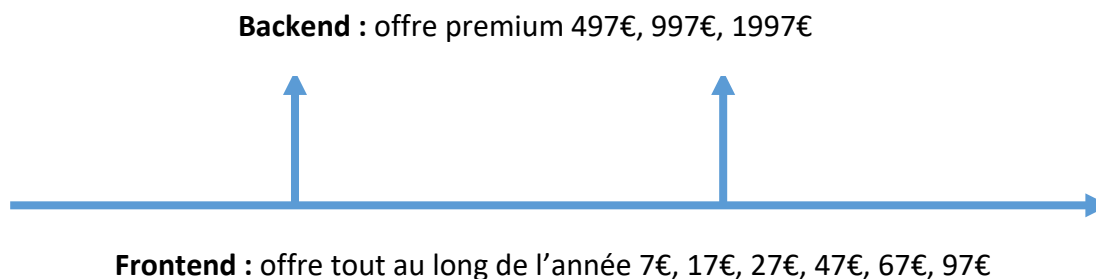 Backend : offre premium 497€, 997€, 1997€
Frontend : offre tout au long de l’année 7€, 17€, 27€, 47€, 67€, 97€